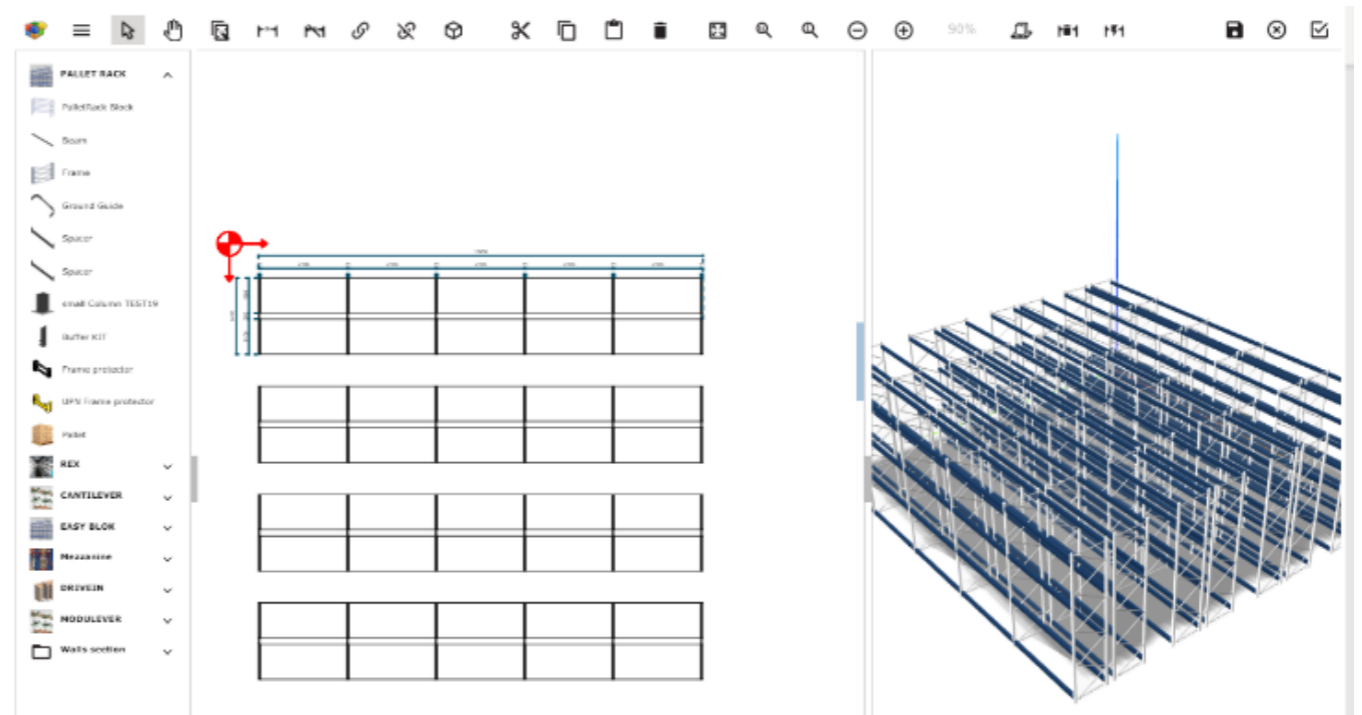 90%
PALLET RACK
PalletRack Block
Beam
Frame
Ground Guide
Spacer
Spacer
small Column TEST19
Buffer KIT
Frame protector
UPN Frame protector
Pallet
REX
CANTILEVER
EASY BLOK
Mezzanine
DRIVEIN
MODULEVER
Walls section